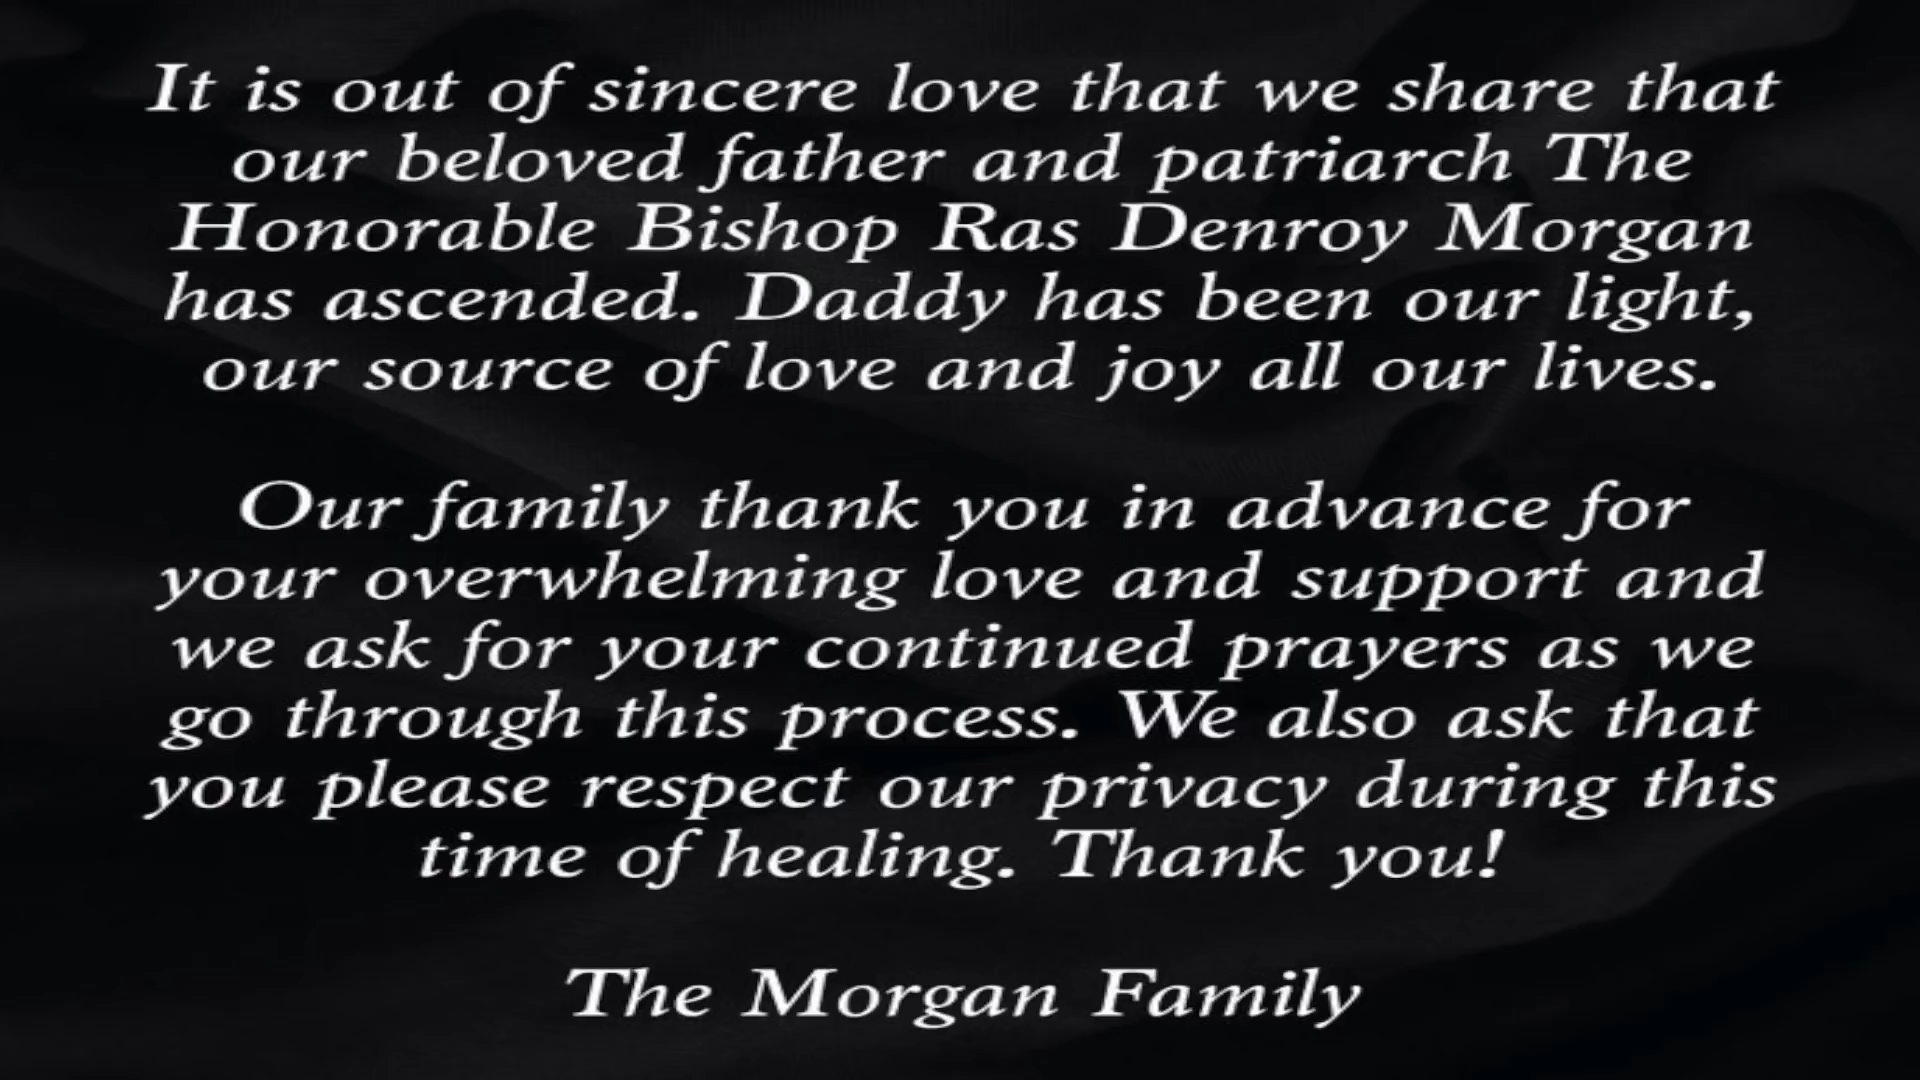 It is out of sincere love that we share that
our beloved father and patriarch The
Honorable Bishop Ras Denroy Morgan
has ascended. Daddy has been our light,
our source of love and joy all our lives.
Our family thank you in advance for
your overwhelming love and support and
we ask for your continued prayers as we
go through this process. We also ask that
you please respect our privacy during this
time of healing. Thank you!
The Morgan Family